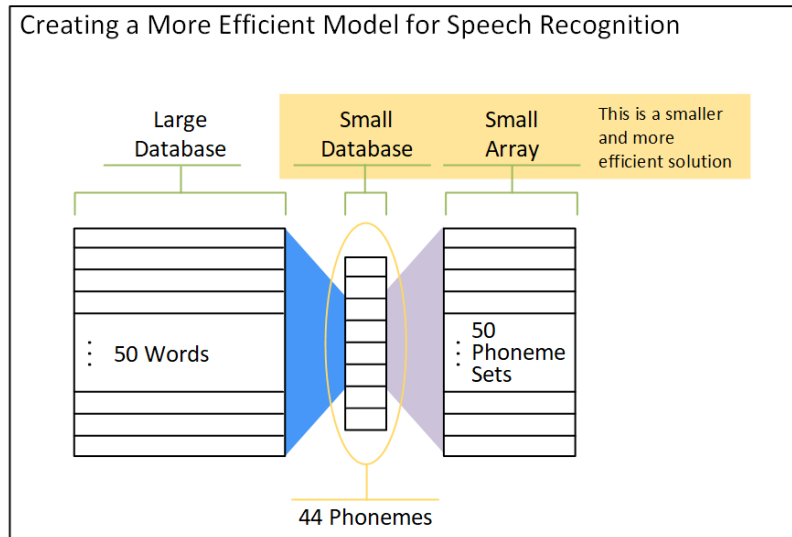 Creating a More Efficient Model for Speech Recognition
Large
Database
Small
Database
Small
Array
This is a smaller
and more
efficient solution
⋮ 50 Words
⋮ 50
Phoneme
Sets
44 Phonemes